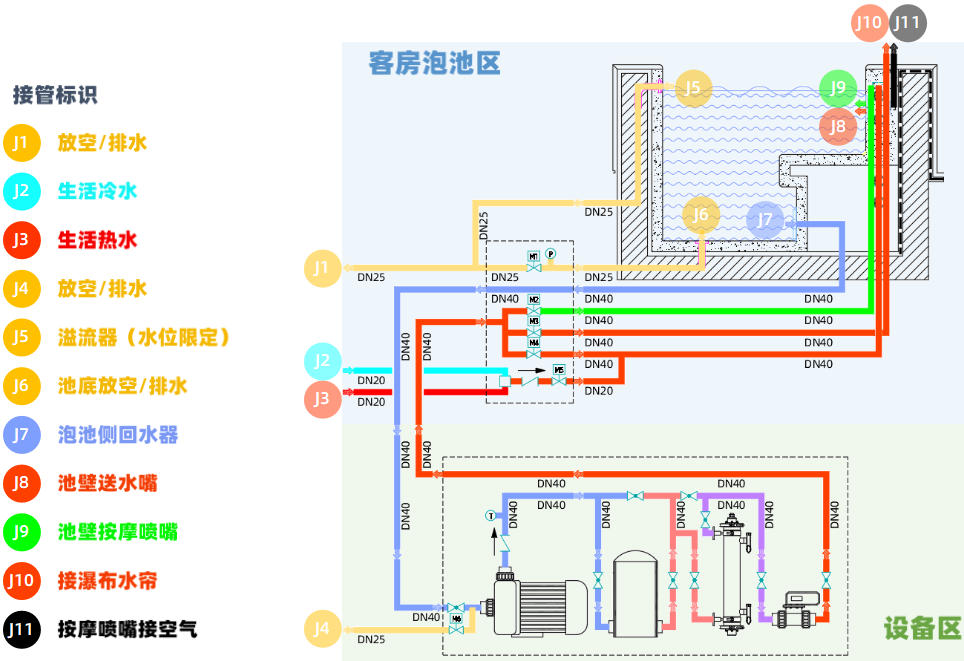 J10 J11
客房泡池区
接管标识
J1 放空/排水
J2 生活冷水
J3 生活热水
J4 放空/排水
J5 溢流器（水位限定）
J6 池底放空/排水
J7 泡池侧回水器
J8 池壁送水嘴
J9 池壁按摩喷嘴
J10 接瀑布水帘
J11 按摩喷嘴接空气
J5
J9
J8
J6
J7
DN25
DN25
J1
M1
P
DN25
DN25
DN25
DN40
DN40
DN40
M2
DN40
DN40
M3
DN40
DN40
M4
DN40
DN40
DN40
DN40
J2
DN20
M5
J3
DN20
DN20
DN40
DN40
DN40
DN40
DN40
DN40
T
DN40
DN40
DN40
DN40
DN40
DN40
DN40
DN40
M6
J4
DN25
设备区